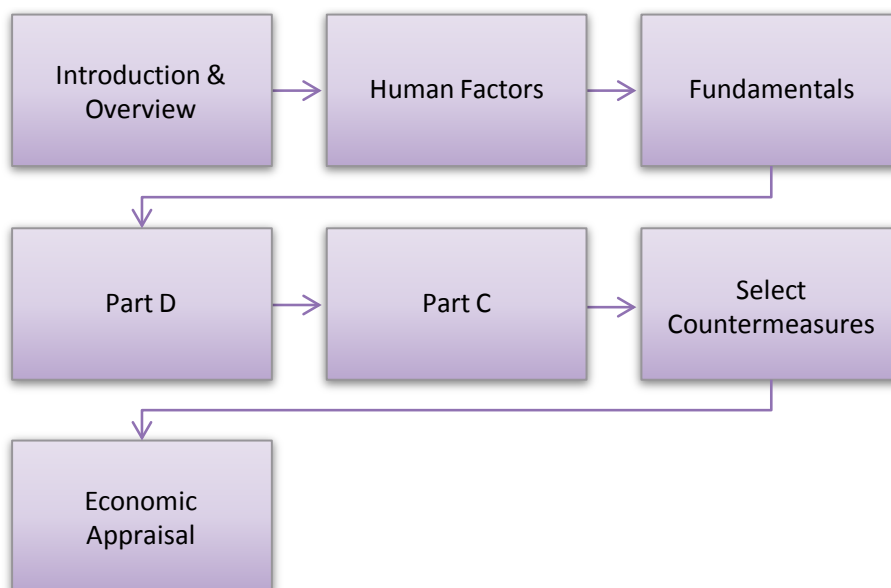 Introduction &
Overview
Human Factors
Fundamentals
Part D
Part C
Select
Countermeasures
Economic
Appraisal